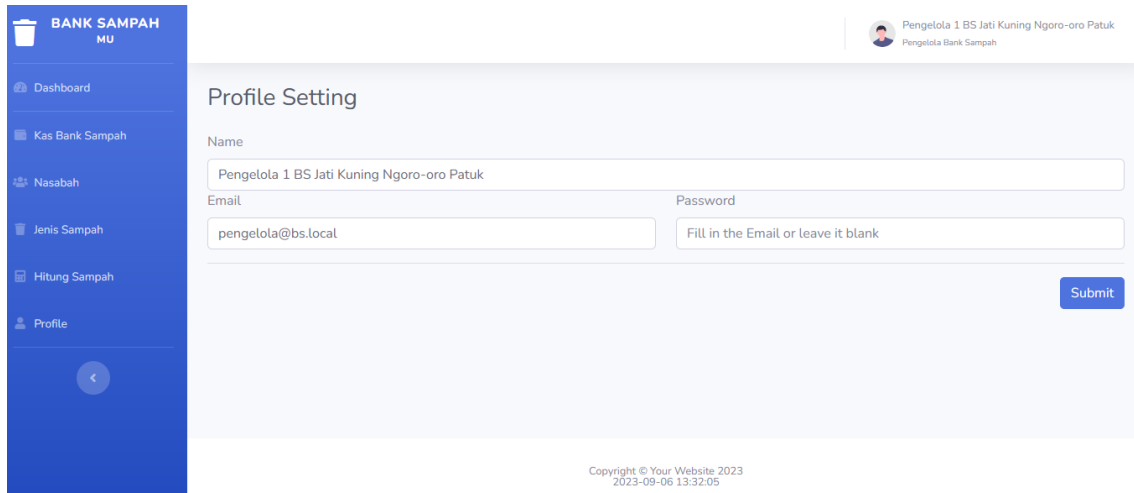 BANK SAMPAH
MU
Pengelola 1 BS Jati Kuning Ngoro-oro Patuk
Pengelola Bank Sampah
Dashboard
Kas Bank Sampah
Nasabah
Jenis Sampah
Hitung Sampah
Profile
Profile Setting
Name
Pengelola 1 BS Jati Kuning Ngoro-oro Patuk
Email
Password
pengelola@bs.local
Fill in the Email or leave it blank
Submit
Copyright © Your Website 2023
2023-09-06 13:32:05